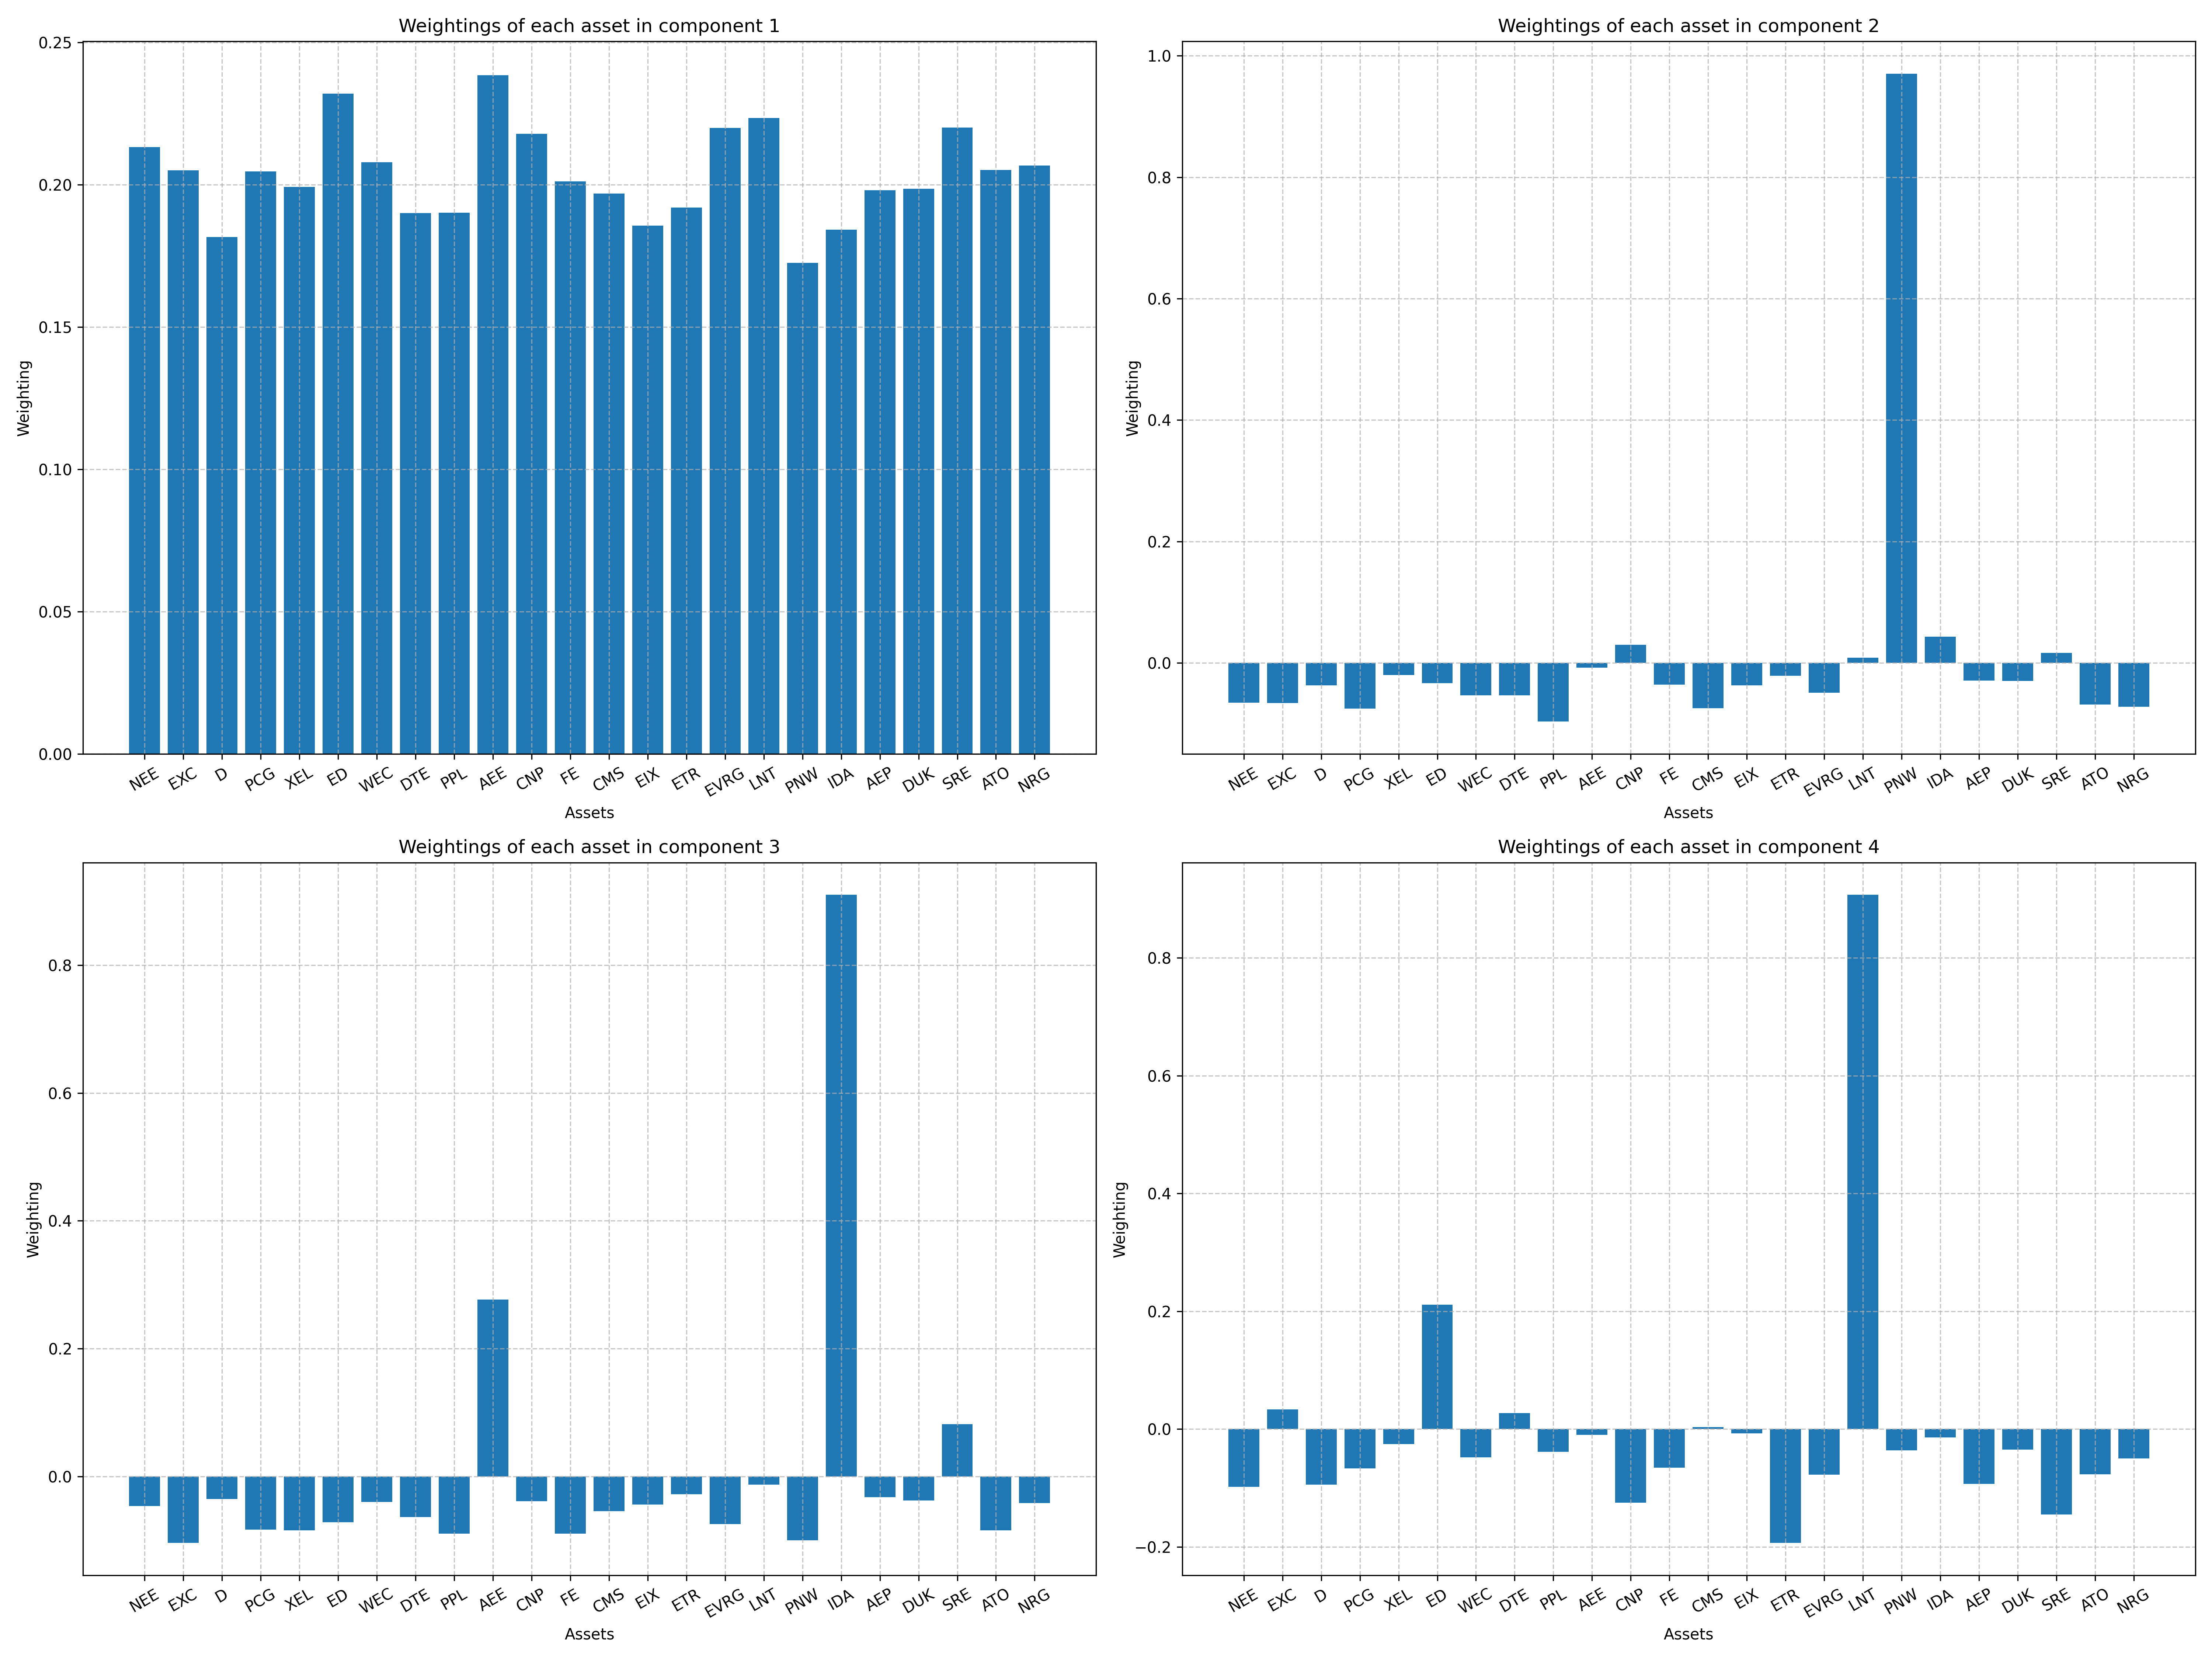 Weightings of each asset in component 1
0.25
0.20
0.15
0.10
0.05
0.00
Weighting
NEE EXC D PCG XEL ED WEC DTE PPL AEE CNP FE CMS EIX ETR EVRG LNT PNW IDA AEP DUK SRE ATO NRG
Assets
Weightings of each asset in component 2
1.0
0.8
0.6
0.4
0.2
0.0
Weighting
NEE EXC D PCG XEL ED WEC DTE PPL AEE CNP FE CMS EIX ETR EVRG LNT PNW IDA AEP DUK SRE ATO NRG
Assets
Weightings of each asset in component 3
0.8
0.6
0.4
0.2
0.0
Weighting
NEE EXC D PCG XEL ED WEC DTE PPL AEE CNP FE CMS EIX ETR EVRG LNT PNW IDA AEP DUK SRE ATO NRG
Assets
Weightings of each asset in component 4
0.8
0.6
0.4
0.2
0.0
−0.2
Weighting
NEE EXC D PCG XEL ED WEC DTE PPL AEE CNP FE CMS EIX ETR EVRG LNT PNW IDA AEP DUK SRE ATO NRG
Assets